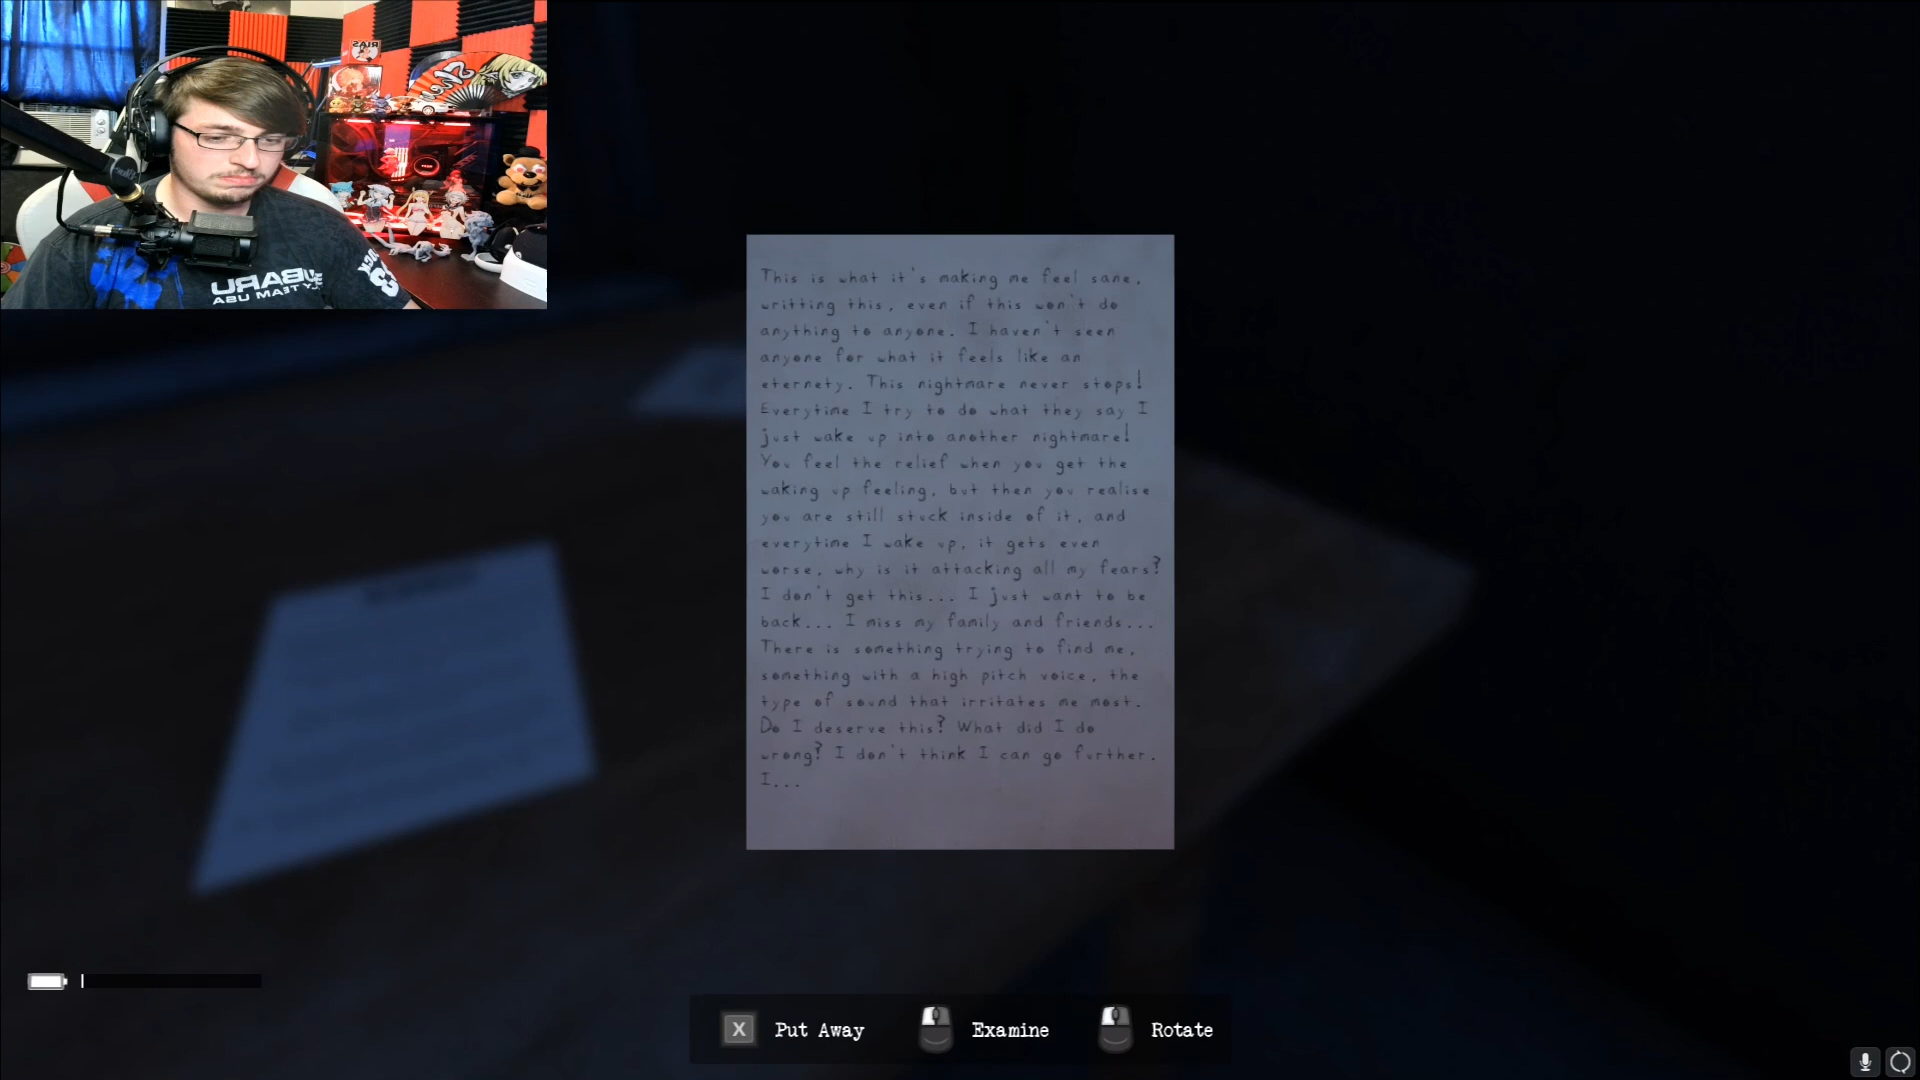 RIAS
SUBARU
LY TEAM USA
This is what it's making me feel sane,
writting this, even if this won't do
anything to anyone. I haven't seen
anyone for what it feels like an
eternety. This nightmare never stops!
Everytime I try to do what they say I
just wake up into another nightmare!
You feel the relief when you get the
waking up feeling, but then you realise
you are still stuck inside of it, and
everytime I wake up, it gets even
worse, why is it attacking all my fears?
I don't get this... I just want to be
back... I miss my family and friends...
There is something trying to find me,
something with a high pitch voice, the
type of sound that irritates me most.
Do I deserve this? What did I do
wrong? I don't think I can go further.
I...
X Put Away Examine Rotate